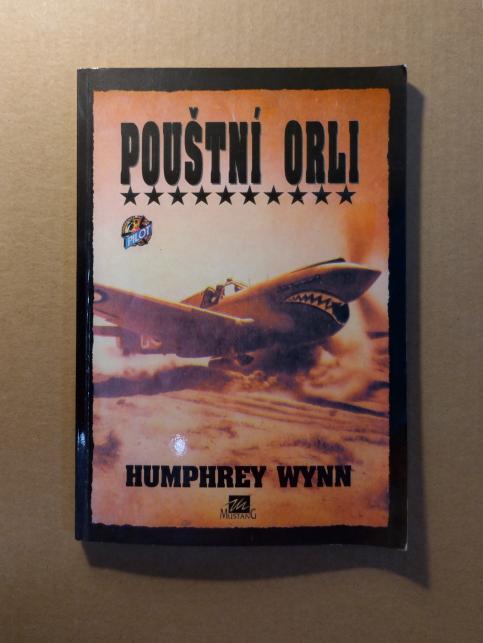 POUŠTNÍ ORLI
PILOT
HUMPHREY WYNN
MUSTANG